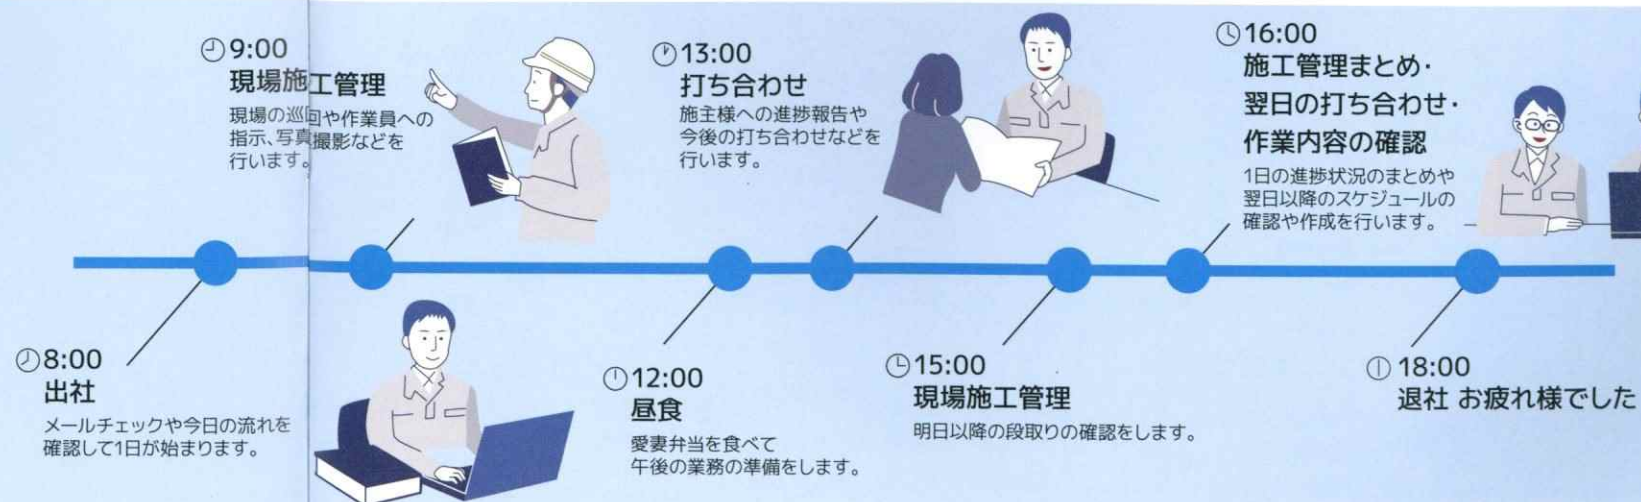 8:00
出社
メールチェックや今日の流れを
確認して1日が始まります。
9:00
現場施工管理
現場の巡回や作業員への
指示、写真撮影などを
行います。
12:00
昼食
愛妻弁当を食べて
午後の業務の準備をします。
13:00
打ち合わせ
施主様への進捗報告や
今後の打ち合わせなどを
行います。
15:00
現場施工管理
明日以降の段取りの確認をします。
16:00
施工管理まとめ・
翌日の打ち合わせ・
作業内容の確認
1日の進捗状況のまとめや
翌日以降のスケジュールの
確認や作成を行います。
18:00
退社 お疲れ様でした